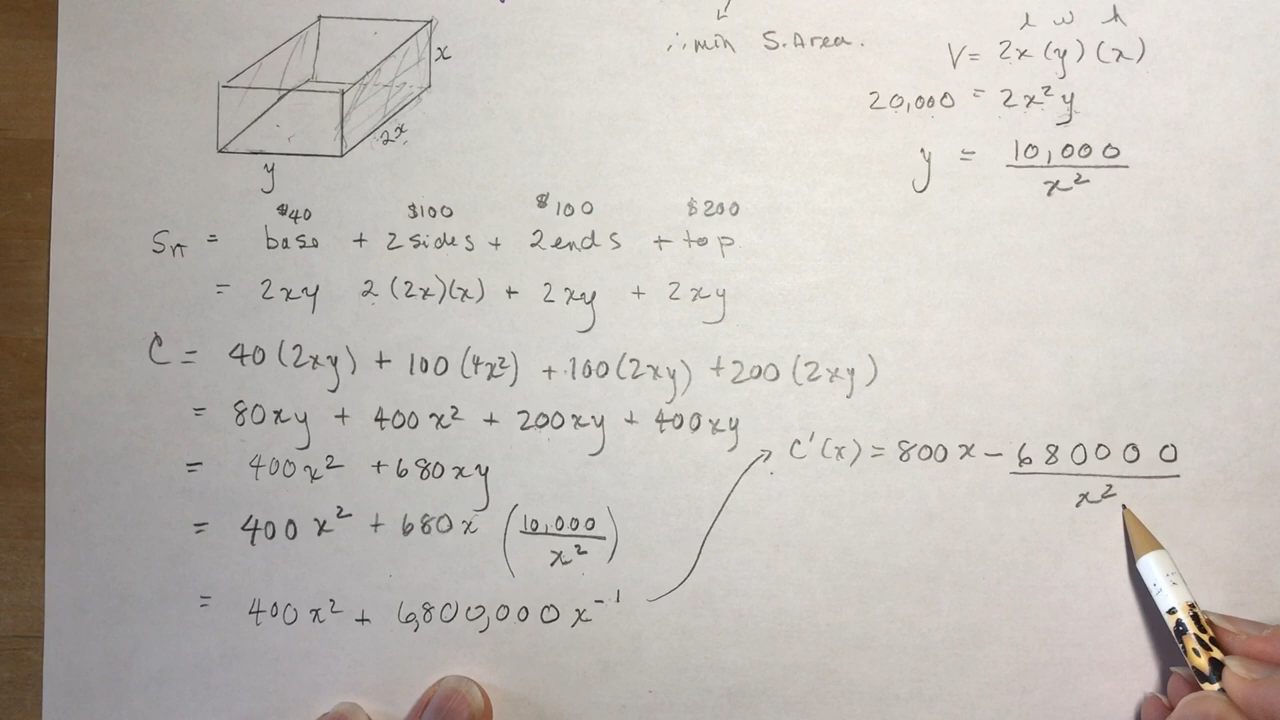 ∴ min S. Area.
l w h
V = 2x (y) (x)
20,000 = 2x²y
y = 10,000 / x²
x
2x
y
$40 $100 $100 $200
S_A = base + 2 sides + 2 ends + top
= 2xy 2 (2x)(x) + 2xy + 2xy
C = 40 (2xy) + 100 (4x²) + 100 (2xy) + 200 (2xy)
= 80xy + 400x² + 200xy + 400xy
= 400x² + 680xy
= 400x² + 680x (10,000 / x²)
= 400x² + 6,800,000x⁻¹
C'(x) = 800x − 680000 / x²